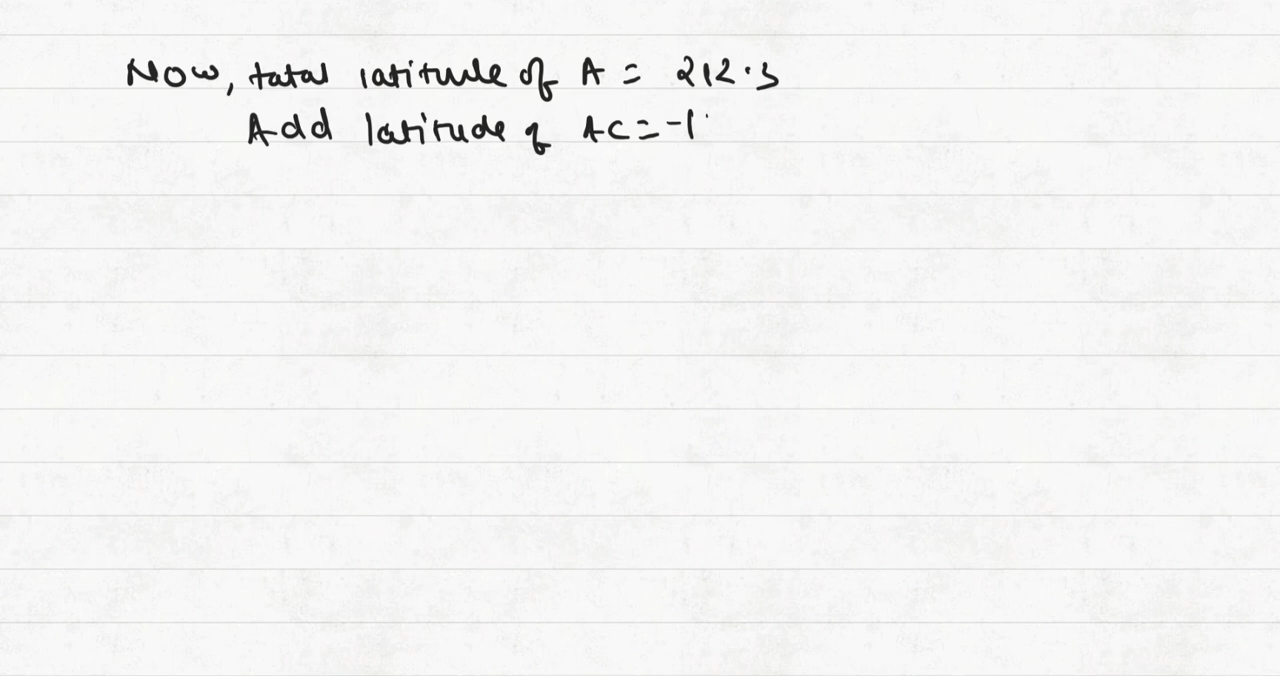 Now, total latitude of A = 212.3
Add latitude of AC = -1